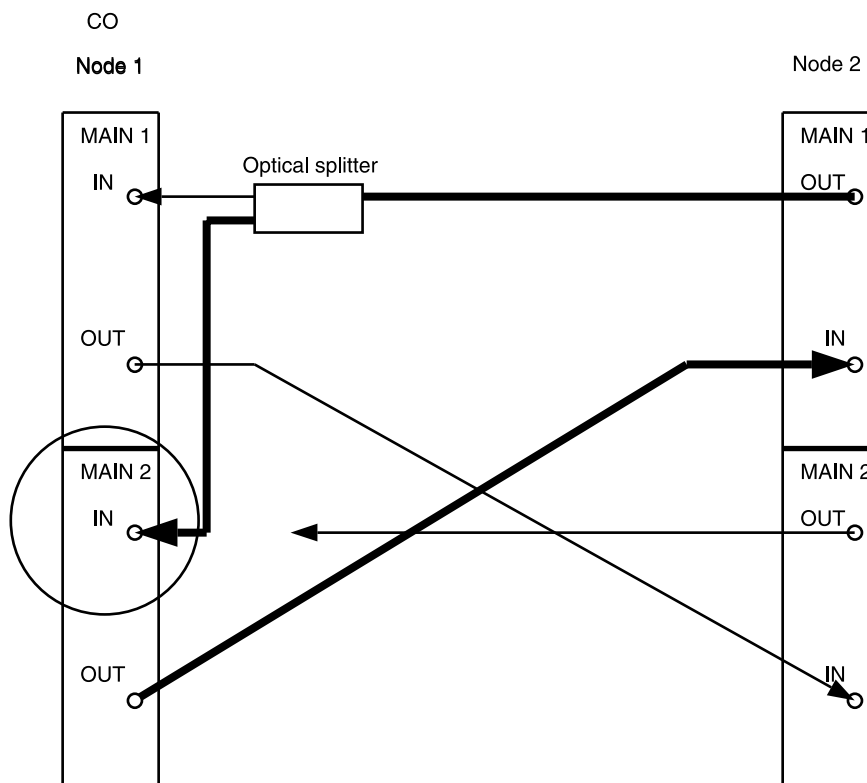 CO
Node 1
Node 2
MAIN 1
IN
OUT
MAIN 2
IN
OUT
Optical splitter
MAIN 1
OUT
IN
MAIN 2
OUT
IN